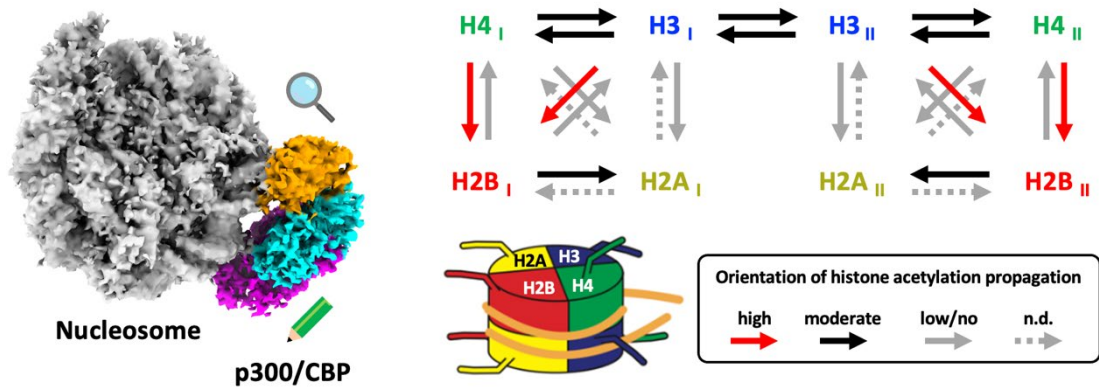 H4 I H3 I H3 II H4 II
H2B I H2A I H2A II H2B II
H2A H3
H2B H4
Nucleosome
p300/CBP
Orientation of histone acetylation propagation
high moderate low/no n.d.